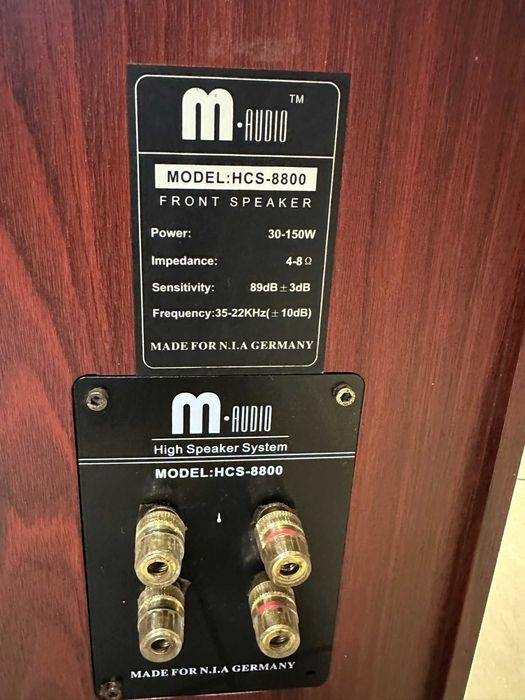 m·AUDIO ™
MODEL:HCS-8800
FRONT SPEAKER
Power: 30-150W
Impedance: 4-8Ω
Sensitivity: 89dB±3dB
Frequency:35-22KHz(±10dB)
MADE FOR N.I.A GERMANY
m·AUDIO
High Speaker System
MODEL:HCS-8800
MADE FOR N.I.A GERMANY